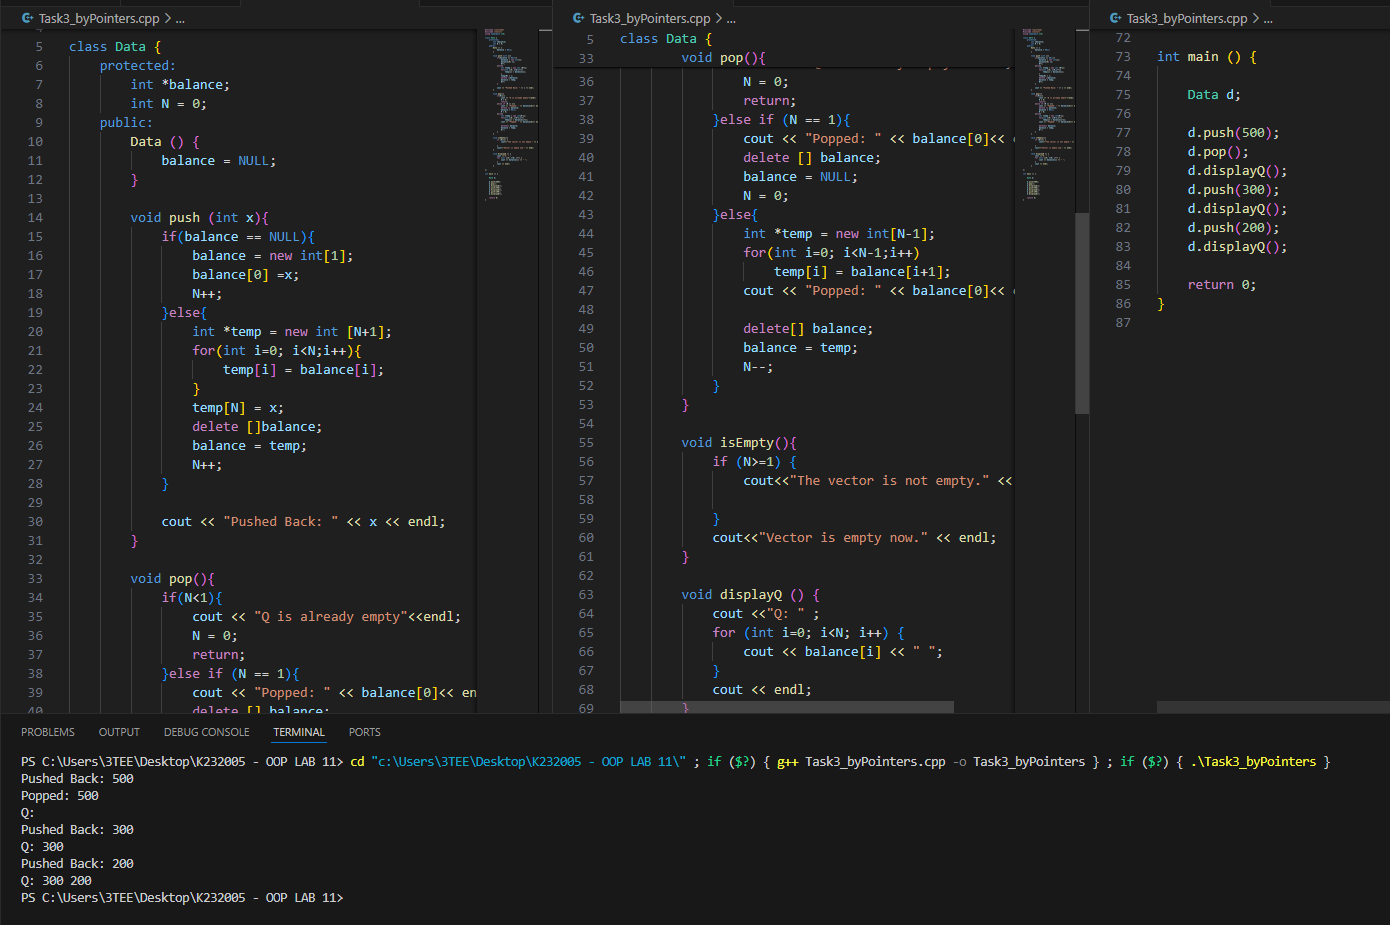 Task3_byPointers.cpp > ...
5 class Data {
6 protected:
7 int *balance;
8 int N = 0;
9 public:
10 Data () {
11 balance = NULL;
12 }
13
14 void push (int x){
15 if(balance == NULL){
16 balance = new int[1];
17 balance[0] =x;
18 N++;
19 }else{
20 int *temp = new int [N+1];
21 for(int i=0; i<N;i++){
22 temp[i] = balance[i];
23 }
24 temp[N] = x;
25 delete []balance;
26 balance = temp;
27 N++;
28 }
29
30 cout << "Pushed Back: " << x << endl;
31 }
32
33 void pop(){
34 if(N<1){
35 cout << "Q is already empty"<<endl;
36 N = 0;
37 return;
38 }else if (N == 1){
39 cout << "Popped: " << balance[0]<< en
40 delete [] balance;
Task3_byPointers.cpp > ...
5 class Data {
33 void pop(){
36 N = 0;
37 return;
38 }else if (N == 1){
39 cout << "Popped: " << balance[0]<<
40 delete [] balance;
41 balance = NULL;
42 N = 0;
43 }else{
44 int *temp = new int[N-1];
45 for(int i=0; i<N-1;i++)
46 temp[i] = balance[i+1];
47 cout << "Popped: " << balance[0]<<
48
49 delete[] balance;
50 balance = temp;
51 N--;
52 }
53 }
54
55 void isEmpty(){
56 if (N>=1) {
57 cout<<"The vector is not empty." <<
58
59 }
60 cout<<"Vector is empty now." << endl;
61 }
62
63 void displayQ () {
64 cout <<"Q: " ;
65 for (int i=0; i<N; i++) {
66 cout << balance[i] << " ";
67 }
68 cout << endl;
69 }
Task3_byPointers.cpp > ...
72
73 int main () {
74
75 Data d;
76
77 d.push(500);
78 d.pop();
79 d.displayQ();
80 d.push(300);
81 d.displayQ();
82 d.push(200);
83 d.displayQ();
84
85 return 0;
86 }
87
PROBLEMS OUTPUT DEBUG CONSOLE TERMINAL PORTS
PS C:\Users\3TEE\Desktop\K232005 - OOP LAB 11> cd "c:\Users\3TEE\Desktop\K232005 - OOP LAB 11\" ; if ($?) { g++ Task3_byPointers.cpp -o Task3_byPointers } ; if ($?) { .\Task3_byPointers }
Pushed Back: 500
Popped: 500
Q:
Pushed Back: 300
Q: 300
Pushed Back: 200
Q: 300 200
PS C:\Users\3TEE\Desktop\K232005 - OOP LAB 11>